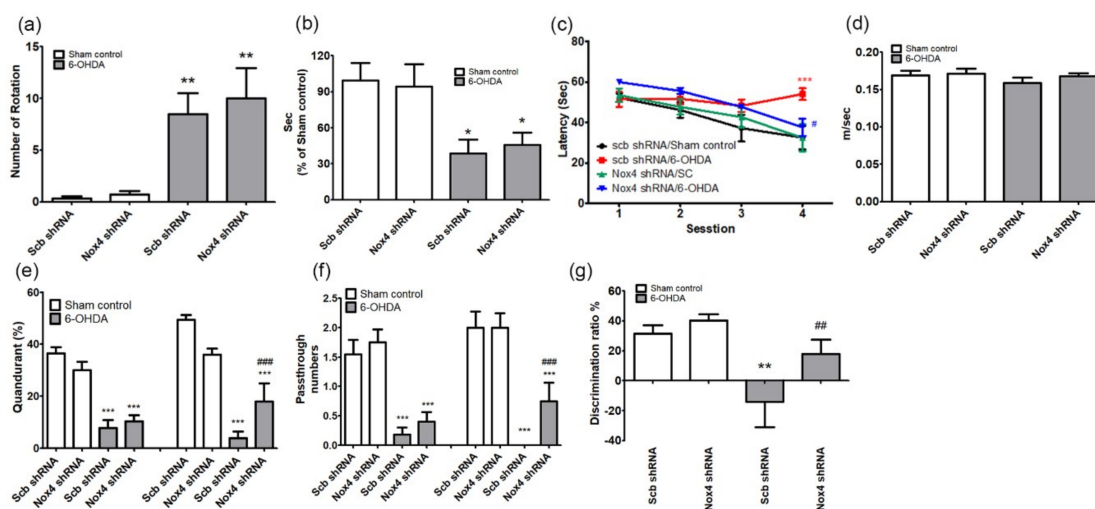 (a)
Sham control
6-OHDA
Number of Rotation
15
10
5
0
**
**
Scb shRNA
Nox4 shRNA
Scb shRNA
Nox4 shRNA
(b)
Sham control
6-OHDA
Sec
(% of Sham control)
120
90
60
30
0
*
*
Scb shRNA
Nox4 shRNA
Scb shRNA
Nox4 shRNA
(c)
Latency (Sec)
80
60
40
20
0
***
#
scb shRNA/Sham control
scb shRNA/6-OHDA
Nox4 shRNA/SC
Nox4 shRNA/6-OHDA
1
2
3
4
Sesstion
(d)
Sham control
6-OHDA
m/sec
0.20
0.15
0.10
0.05
0.00
Scb shRNA
Nox4 shRNA
Scb shRNA
Nox4 shRNA
(e)
Sham control
6-OHDA
Quandurant (%)
60
40
20
0
***
***
***
###
***
Scb shRNA
Nox4 shRNA
Scb shRNA
Nox4 shRNA
Scb shRNA
Nox4 shRNA
Scb shRNA
Nox4 shRNA
(f)
Sham control
6-OHDA
Passthrough
numbers
2.5
2.0
1.5
1.0
0.5
0.0
***
***
***
###
***
Scb shRNA
Nox4 shRNA
Scb shRNA
Nox4 shRNA
Scb shRNA
Nox4 shRNA
Scb shRNA
Nox4 shRNA
(g)
Sham control
6-OHDA
Discrimination ratio %
80
60
40
20
0
-20
-40
**
##
Scb shRNA
Nox4 shRNA
Scb shRNA
Nox4 shRNA